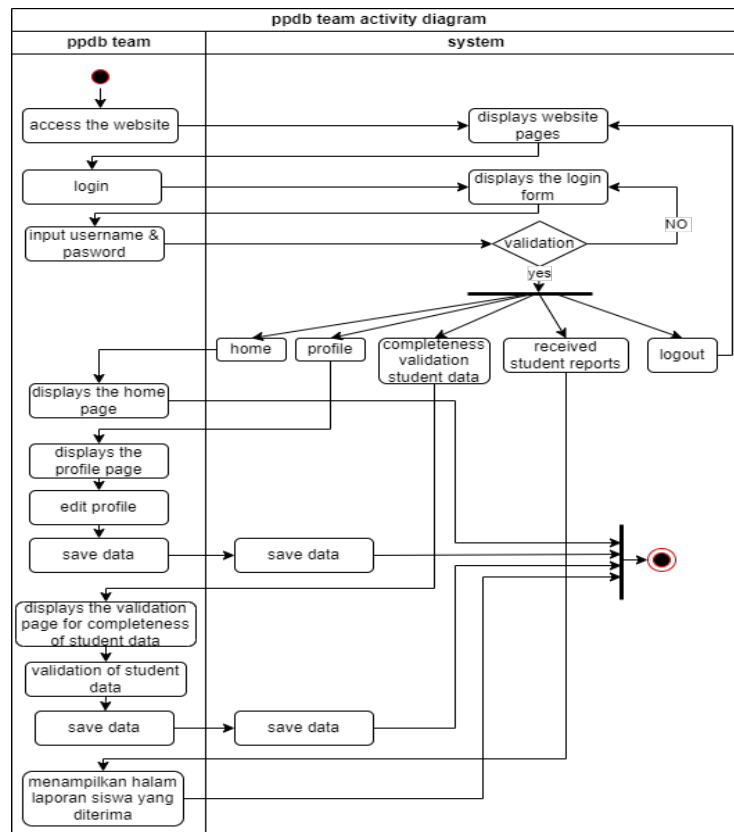 ppdb team activity diagram
ppdb team
system
access the website
displays website
pages
login
displays the login
form
input username &
pasword
validation
NO
yes
home
profile
completeness
validation
student data
received
student reports
logout
displays the home
page
displays the
profile page
edit profile
save data
save data
displays the validation
page for completeness
of student data
validation of student
data
save data
save data
menampilkan halam
laporan siswa yang
diterima